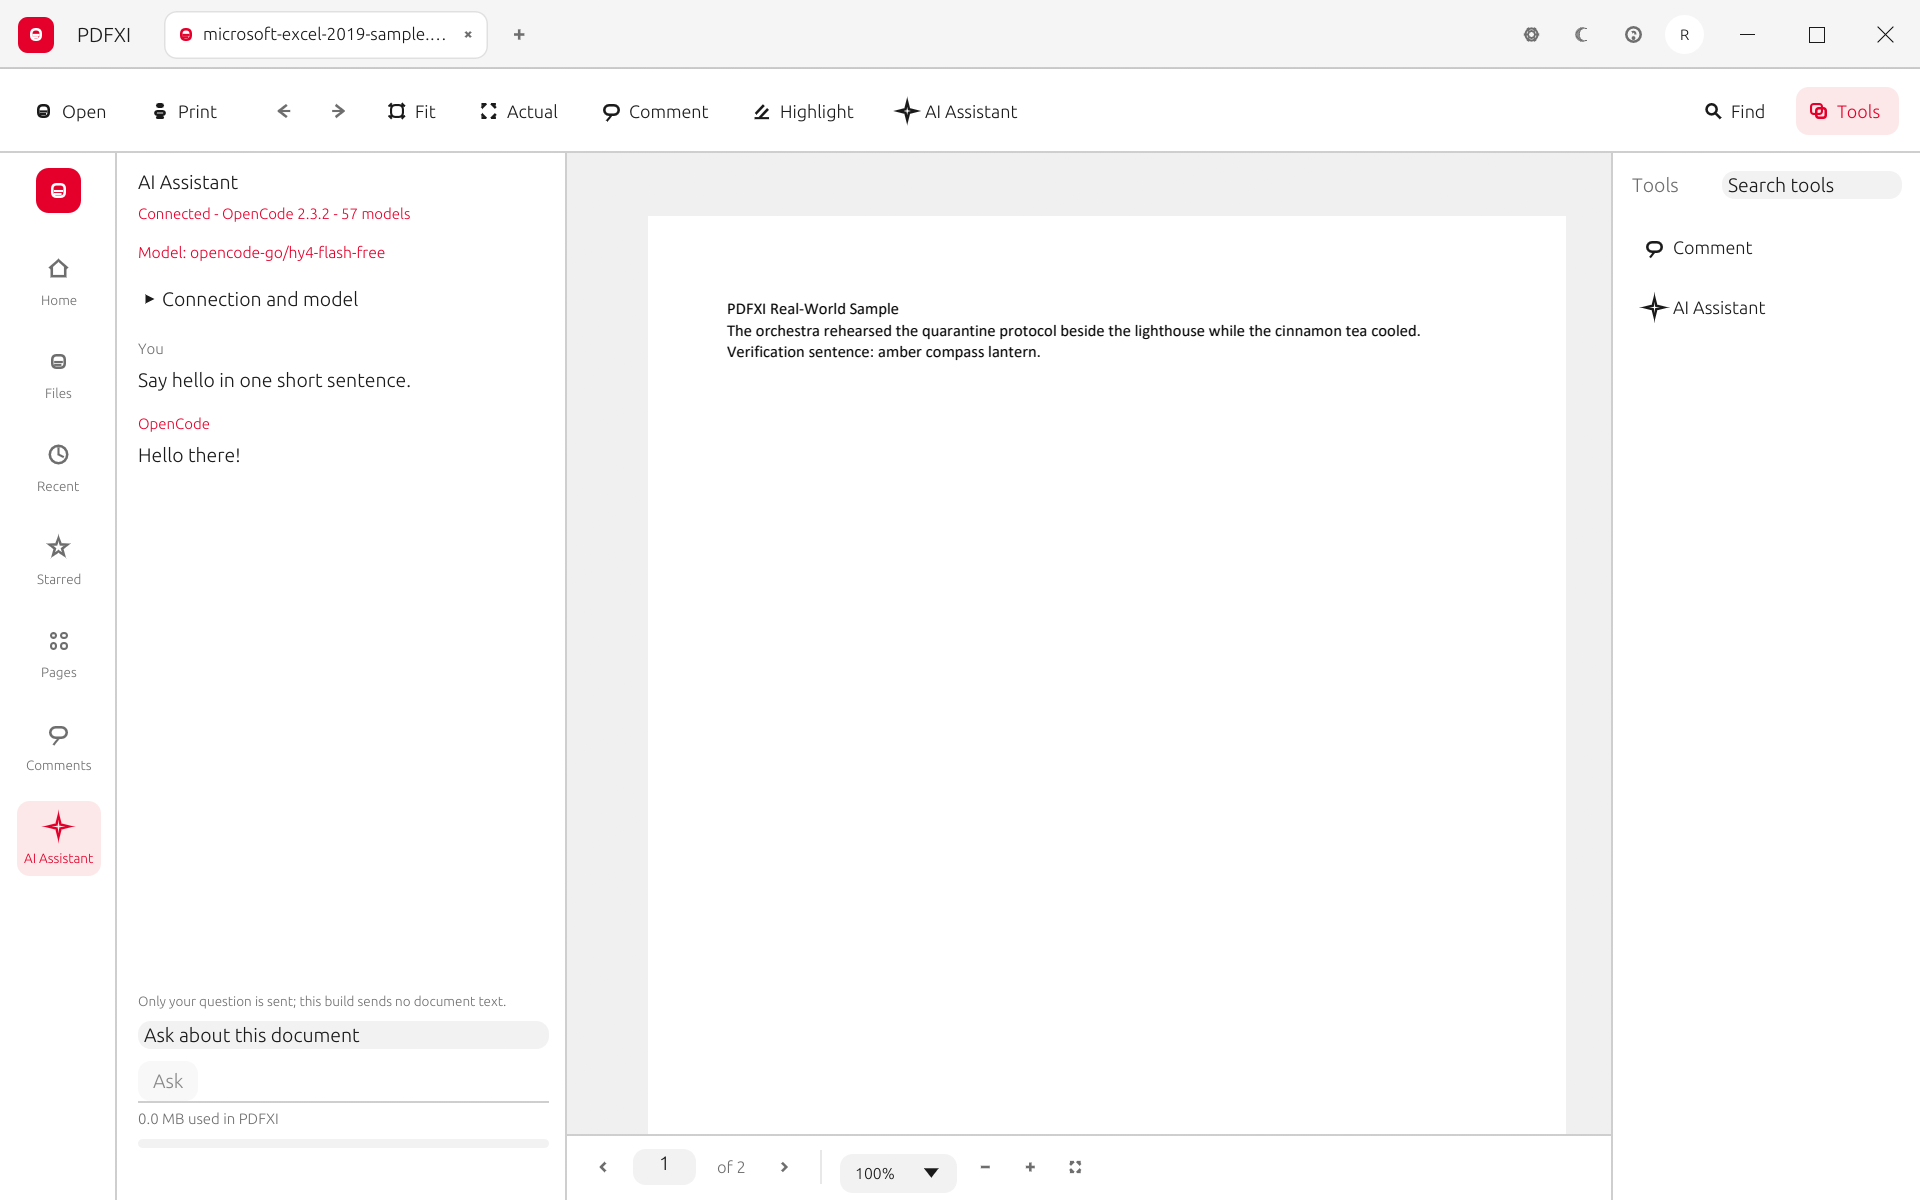 PDFXI
microsoft-excel-2019-sample....
R
Open
Print
Fit
Actual
Comment
Highlight
AI Assistant
Find
Tools
Home
Files
Recent
Starred
Pages
Comments
AI Assistant
AI Assistant
Connected - OpenCode 2.3.2 - 57 models
Model: opencode-go/hy4-flash-free
Connection and model
You
Say hello in one short sentence.
OpenCode
Hello there!
Only your question is sent; this build sends no document text.
Ask about this document
Ask
0.0 MB used in PDFXI
PDFXI Real-World Sample
The orchestra rehearsed the quarantine protocol beside the lighthouse while the cinnamon tea cooled.
Verification sentence: amber compass lantern.
1
of 2
100%
Tools
Search tools
Comment
AI Assistant